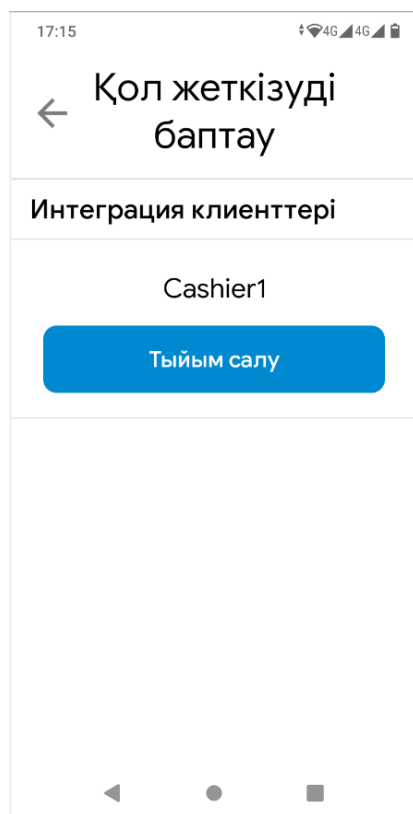 17:15 4G 4G
Қол жеткізуді
баптау
Интеграция клиенттері
Cashier1
Тыйым салу